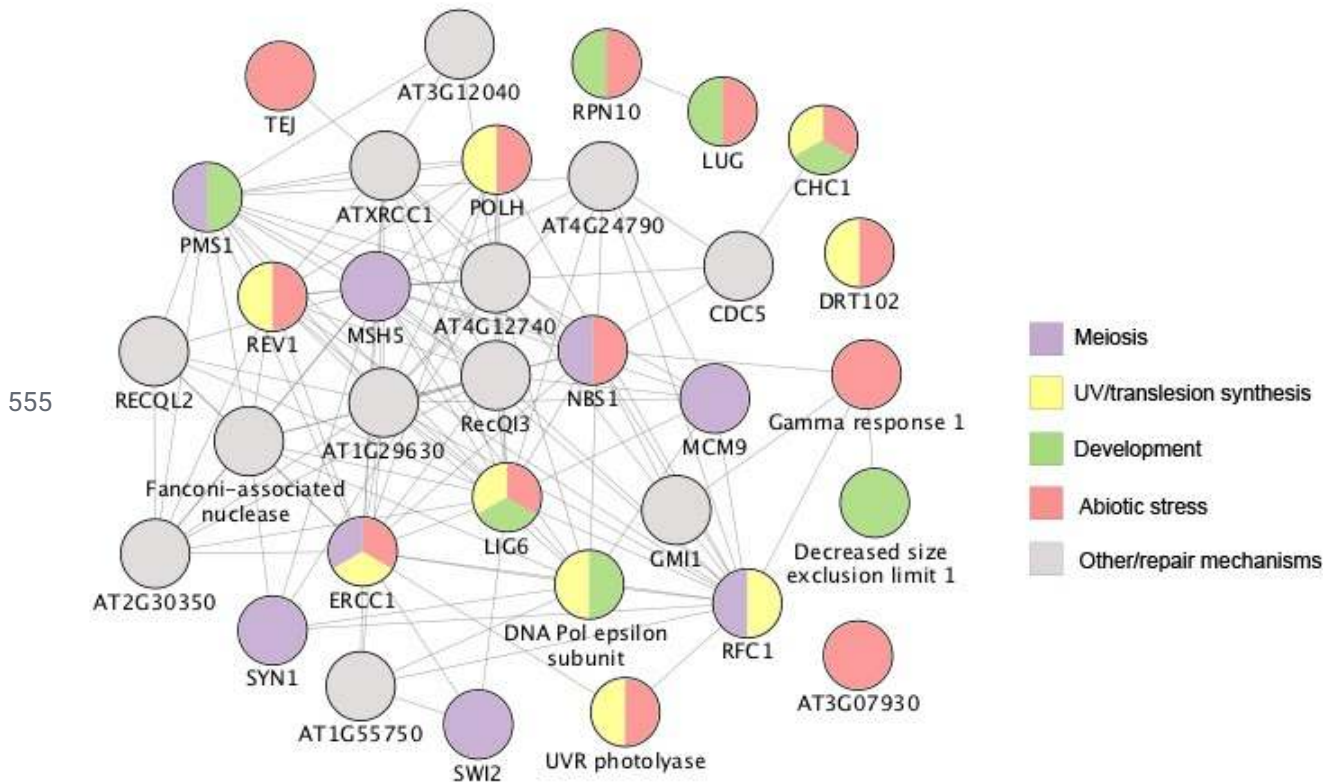 AT3G12040
TEJ
RPN10
LUG
CHC1
ATXRCC1
POLH
AT4G24790
PMS1
DRT102
CDC5
REV1
MSH5
AT4G12740
Meiosis
RECQL2
NBS1
UV/translesion synthesis
555
RecQl3
MCM9
Gamma response 1
AT1G29630
Development
Fanconi-associated
nuclease
Abiotic stress
LIG6
GMI1
Decreased size
exclusion limit 1
Other/repair mechanisms
AT2G30350
ERCC1
DNA Pol epsilon
subunit
RFC1
SYN1
AT3G07930
AT1G55750
UVR photolyase
SWI2